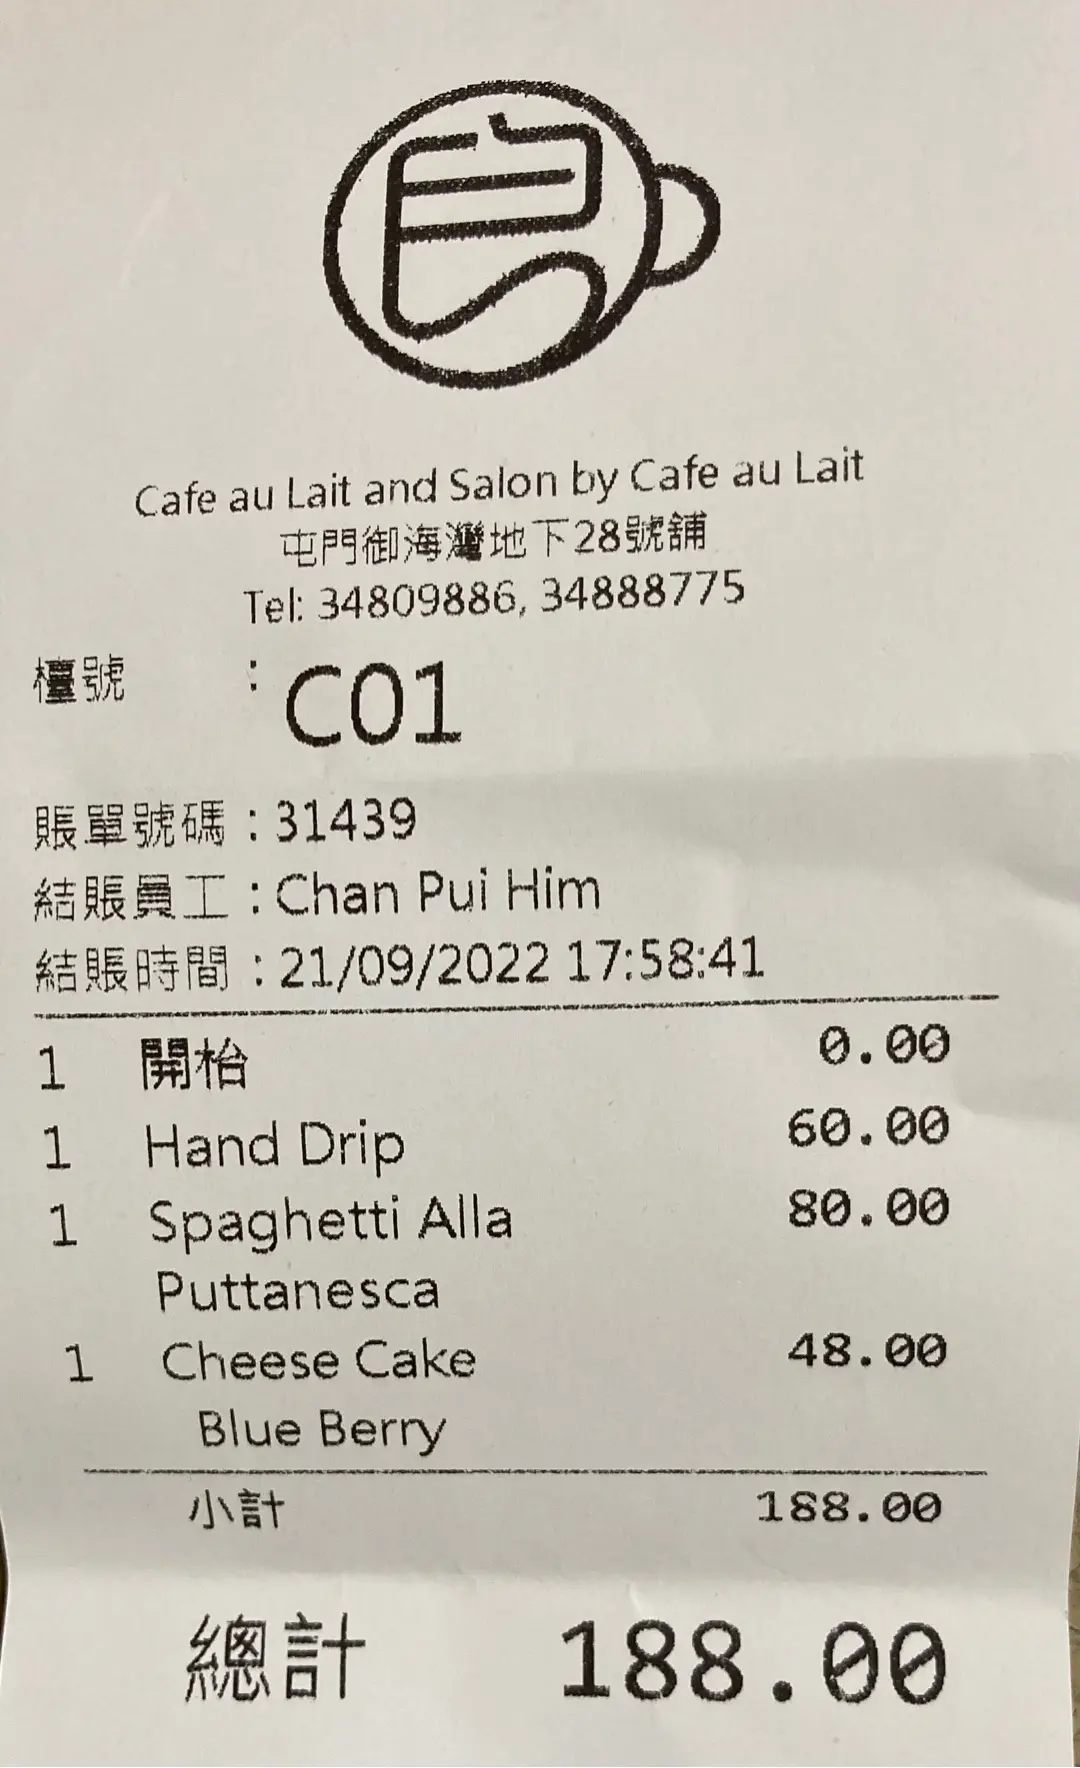 良
Cafe au Lait and Salon by Cafe au Lait
屯門御海灣地下28號舖
Tel: 34809886, 34888775
檯號 : C01
賬單號碼 : 31439
結賬員工 : Chan Pui Him
結賬時間 : 21/09/2022 17:58:41
1 開枱 0.00
1 Hand Drip 60.00
1 Spaghetti Alla 80.00
Puttanesca
1 Cheese Cake 48.00
Blue Berry
小計 188.00
總計 188.00